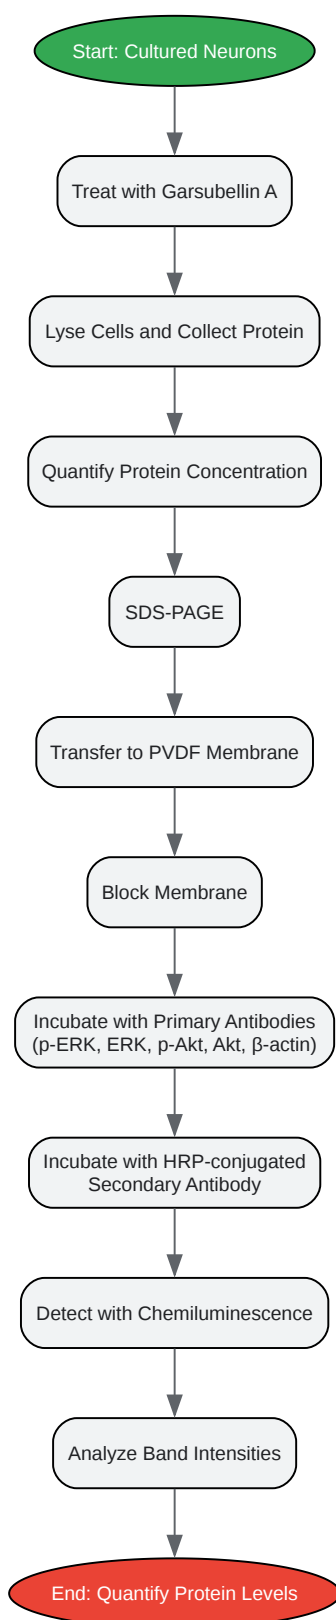 Start: Cultured Neurons
Treat with Garsubellin A
Lyse Cells and Collect Protein
Quantify Protein Concentration
SDS-PAGE
Transfer to PVDF Membrane
Block Membrane
Incubate with Primary Antibodies
(p-ERK, ERK, p-Akt, Akt, β-actin)
Incubate with HRP-conjugated
Secondary Antibody
Detect with Chemiluminescence
Analyze Band Intensities
End: Quantify Protein Levels